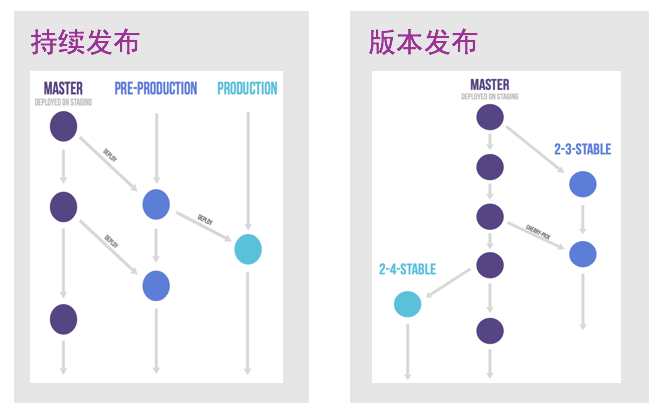 持续发布
MASTER
DEPLOYED ON STAGING
PRE-PRODUCTION
PRODUCTION
DEPLOY
DEPLOY
DEPLOY
版本发布
MASTER
DEPLOYED ON STAGING
2-3-STABLE
CHERRY-PICK
2-4-STABLE